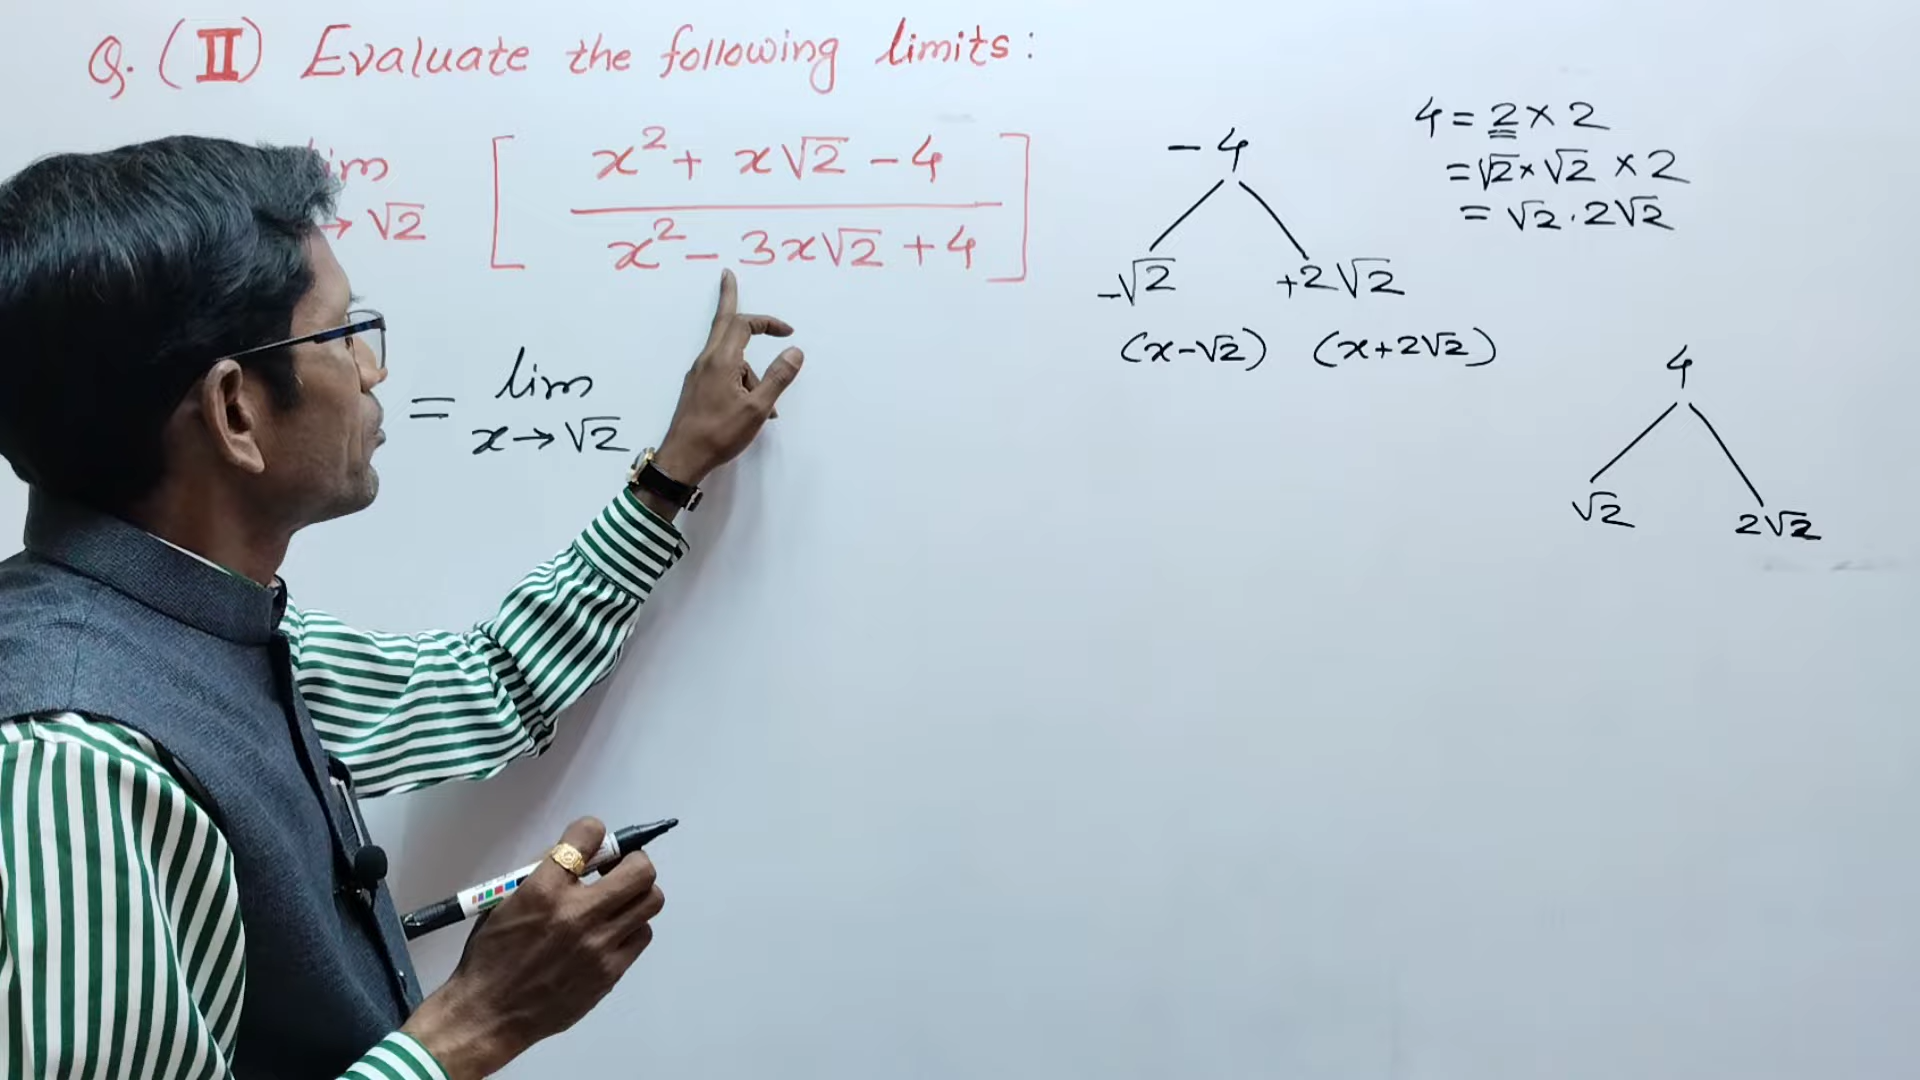 Q. (II) Evaluate the following limits:
lim
x² + x√2 - 4
→ √2
x² - 3x√2 + 4
= lim
x→√2
-4
-√2 +2√2
(x-√2) (x+2√2)
4 = 2 × 2
= √2 × √2 × 2
= √2 . 2√2
4
√2 2√2